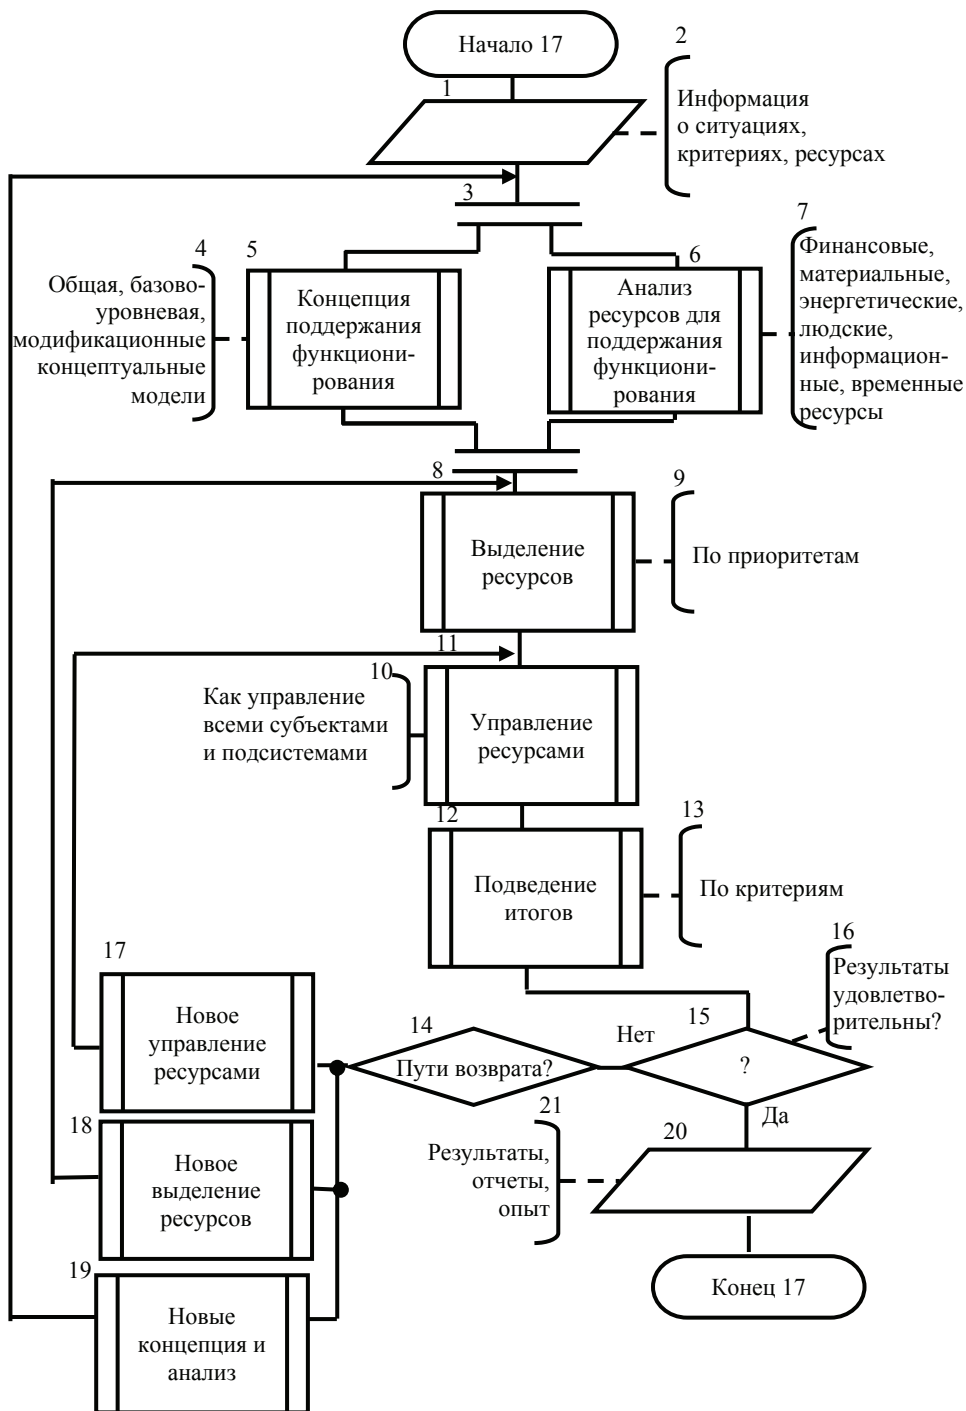 Начало 17
1
2
Информация
о ситуациях,
критериях, ресурсах
3
4
Общая, базово-
уровневая,
модификационные
концептуальные
модели
5
Концепция
поддержания
функциони-
рования
6
Анализ
ресурсов для
поддержания
функциони-
рования
7
Финансовые,
материальные,
энергетические,
людские,
информацион-
ные, временные
ресурсы
8
Выделение
ресурсов
9
По приоритетам
10
Как управление
всеми субъектами
и подсистемами
11
Управление
ресурсами
12
Подведение
итогов
13
По критериям
14
Пути возврата?
Нет
15
?
Да
16
Результаты
удовлетво-
рительны?
17
Новое
управление
ресурсами
18
Новое
выделение
ресурсов
19
Новые
концепция и
анализ
20
21
Результаты,
отчеты,
опыт
Конец 17